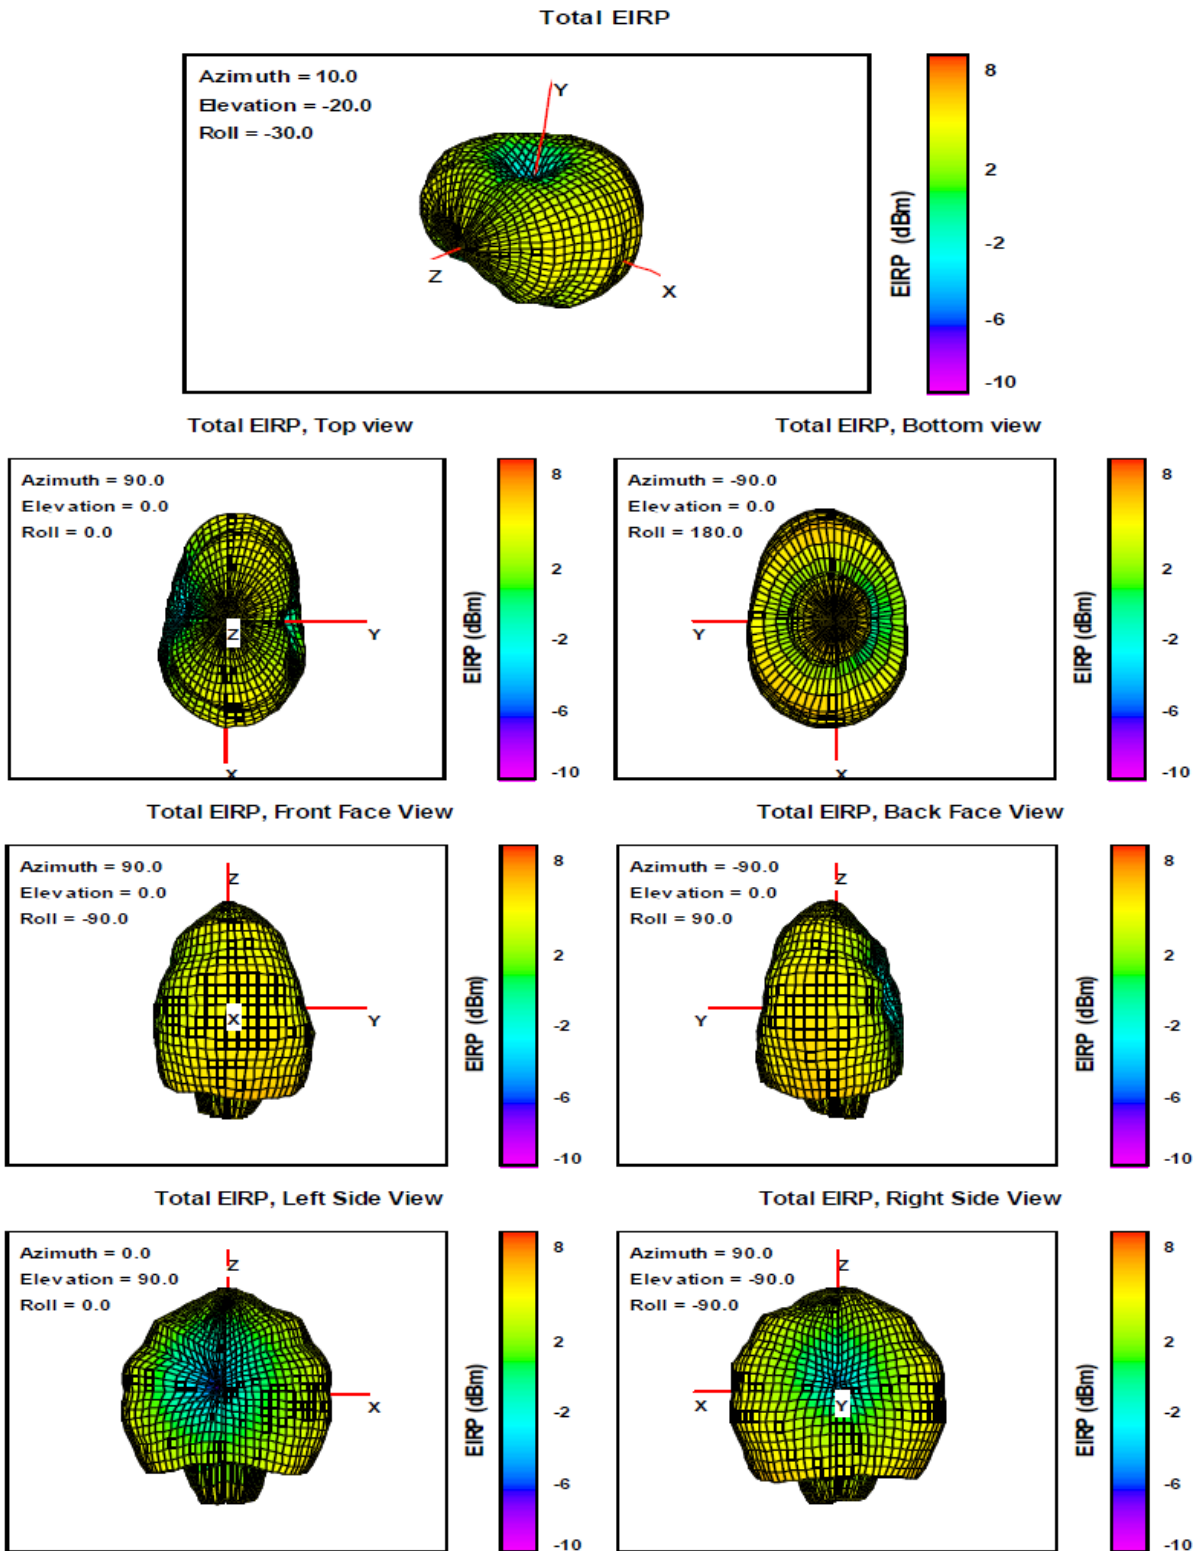 Total EIRP
Azimuth = 10.0
Elevation = -20.0
Roll = -30.0
Y
Z
X
EIRP (dBm)
8
2
-2
-6
-10
Total EIRP, Top view
Azimuth = 90.0
Elevation = 0.0
Roll = 0.0
Z
Y
X
EIRP (dBm)
8
2
-2
-6
-10
Total EIRP, Bottom view
Azimuth = -90.0
Elevation = 0.0
Roll = 180.0
Y
X
EIRP (dBm)
8
2
-2
-6
-10
Total EIRP, Front Face View
Azimuth = 90.0
Elevation = 0.0
Roll = -90.0
Z
X
Y
EIRP (dBm)
8
2
-2
-6
-10
Total EIRP, Back Face View
Azimuth = -90.0
Elevation = 0.0
Roll = 90.0
Z
Y
EIRP (dBm)
8
2
-2
-6
-10
Total EIRP, Left Side View
Azimuth = 0.0
Elevation = 90.0
Roll = 0.0
Z
X
EIRP (dBm)
8
2
-2
-6
-10
Total EIRP, Right Side View
Azimuth = 90.0
Elevation = -90.0
Roll = -90.0
Z
X
Y
EIRP (dBm)
8
2
-2
-6
-10